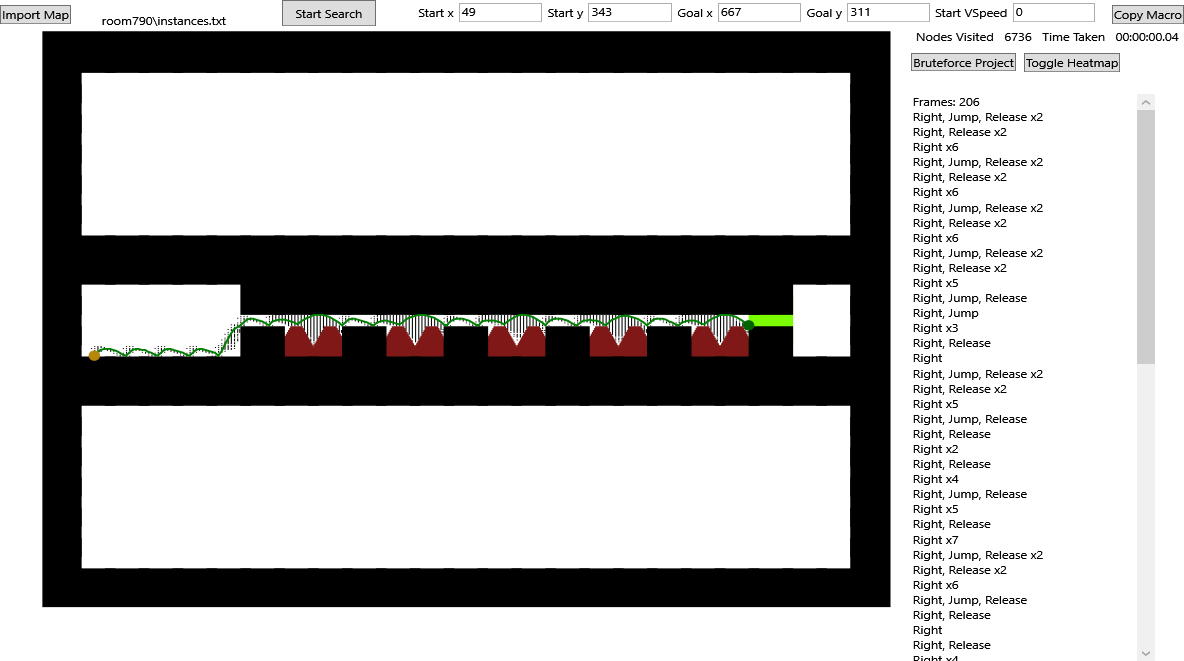 Import Map
room790\instances.txt
Start Search
Start x 49 Start y 343 Goal x 667 Goal y 311 Start VSpeed 0
Copy Macro
Nodes Visited 6736 Time Taken 00:00:00.04
Bruteforce Project Toggle Heatmap
Frames: 206
Right, Jump, Release x2
Right, Release x2
Right x6
Right, Jump, Release x2
Right, Release x2
Right x6
Right, Jump, Release x2
Right, Release x2
Right x6
Right, Jump, Release x2
Right, Release x2
Right x5
Right, Jump, Release
Right, Jump
Right x3
Right, Release
Right
Right, Jump, Release x2
Right, Release x2
Right x5
Right, Jump, Release
Right, Release
Right x2
Right, Release
Right x4
Right, Jump, Release
Right x5
Right, Release
Right x7
Right, Jump, Release x2
Right, Release x2
Right x6
Right, Jump, Release
Right, Release
Right
Right, Release
Right x4